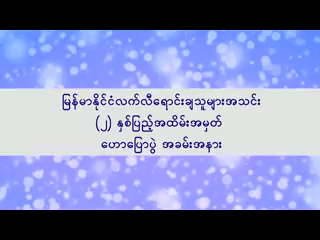 မြန်မာနိုင်ငံလက်လီရောင်းချသူများအသင်း
(၂) နှစ်ပြည့်အထိမ်းအမှတ်
ဟောပြောပွဲ အခမ်းအနား